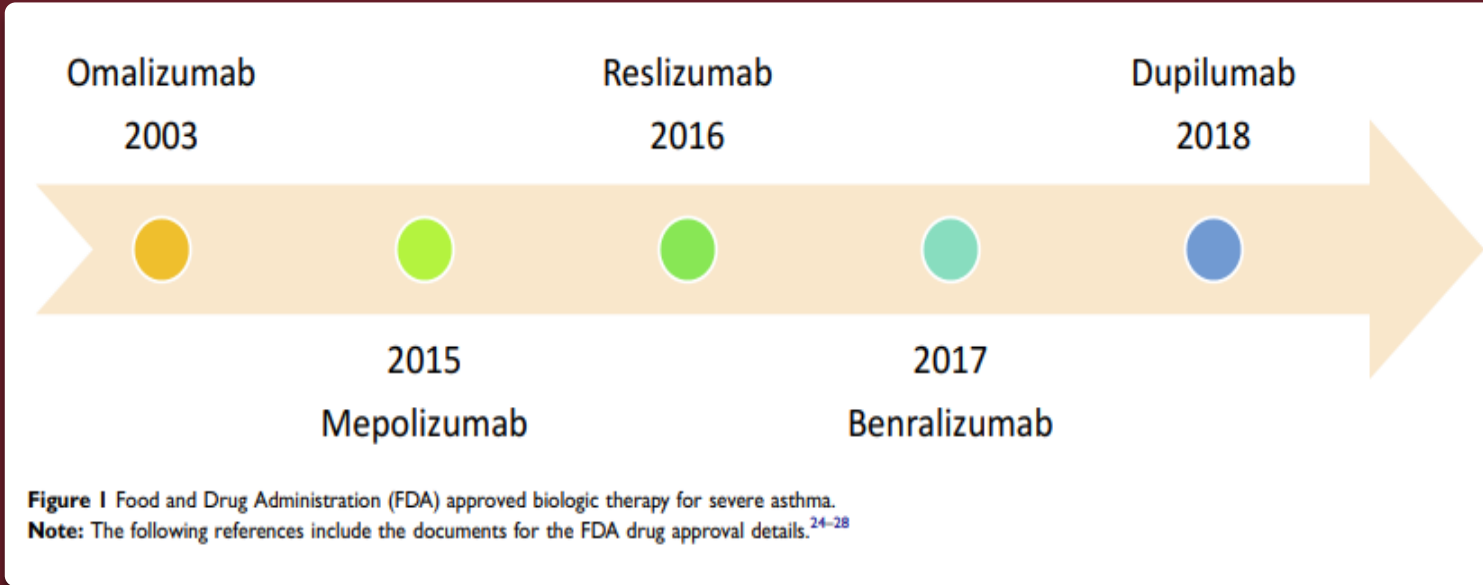 Omalizumab
2003
Reslizumab
2016
Dupilumab
2018
2015
Mepolizumab
2017
Benralizumab
Figure 1 Food and Drug Administration (FDA) approved biologic therapy for severe asthma.
Note: The following references include the documents for the FDA drug approval details.24–28